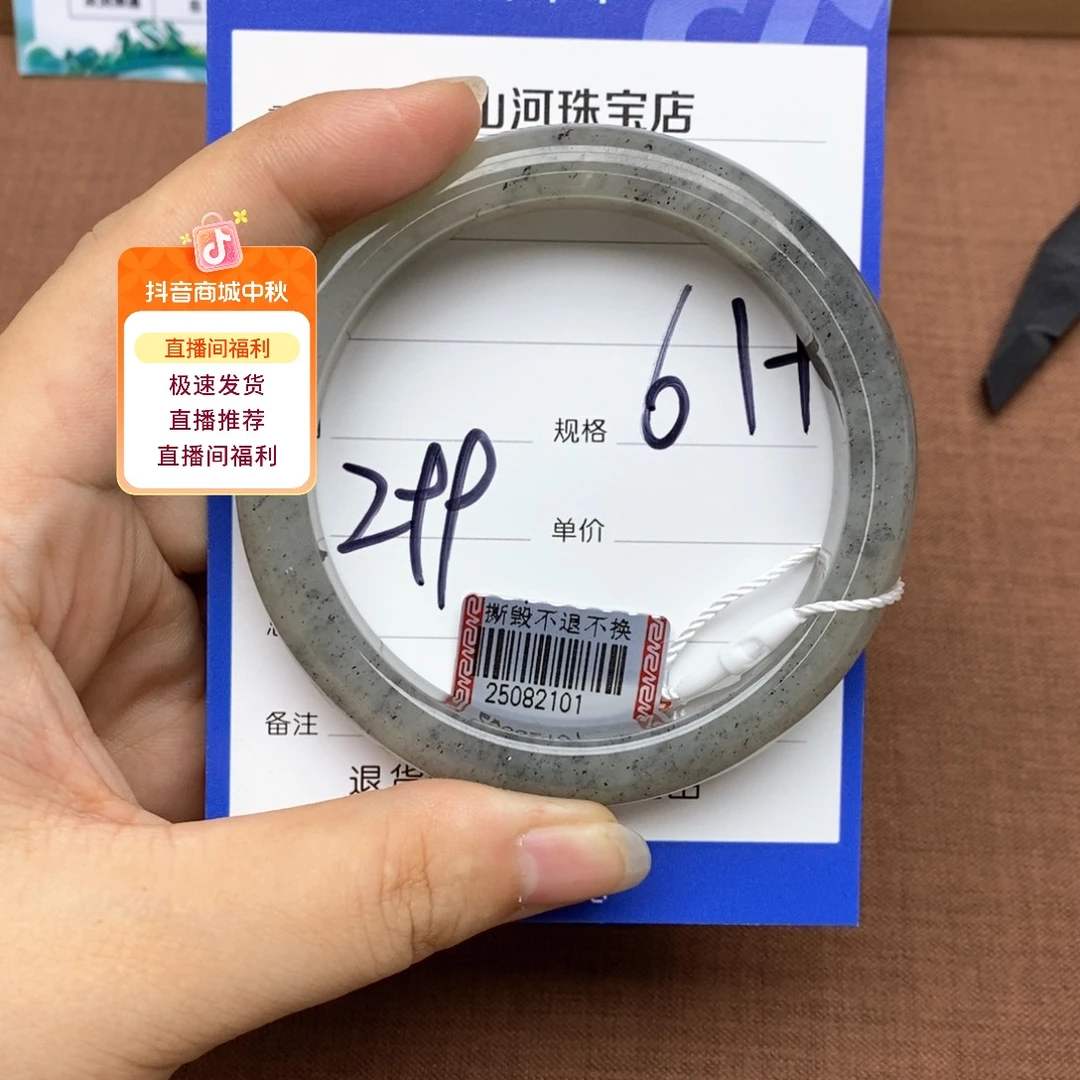 山河珠宝店
抖音商城中秋
直播间福利
极速发货
直播推荐
直播间福利
规格 61+
299
单价
撕毁不退不换
25082101
备注
退货